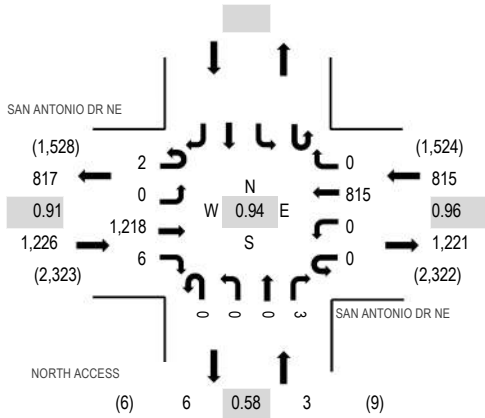 SAN ANTONIO DR NE
(1,528)
817
0.91
1,226
(2,323)
2
0
1,218
6
N
W 0.94 E
S
0
815
0
0
(1,524)
815
0.96
1,221
(2,322)
0 0 0 3
SAN ANTONIO DR NE
NORTH ACCESS
(6) 6 0.58 3 (9)